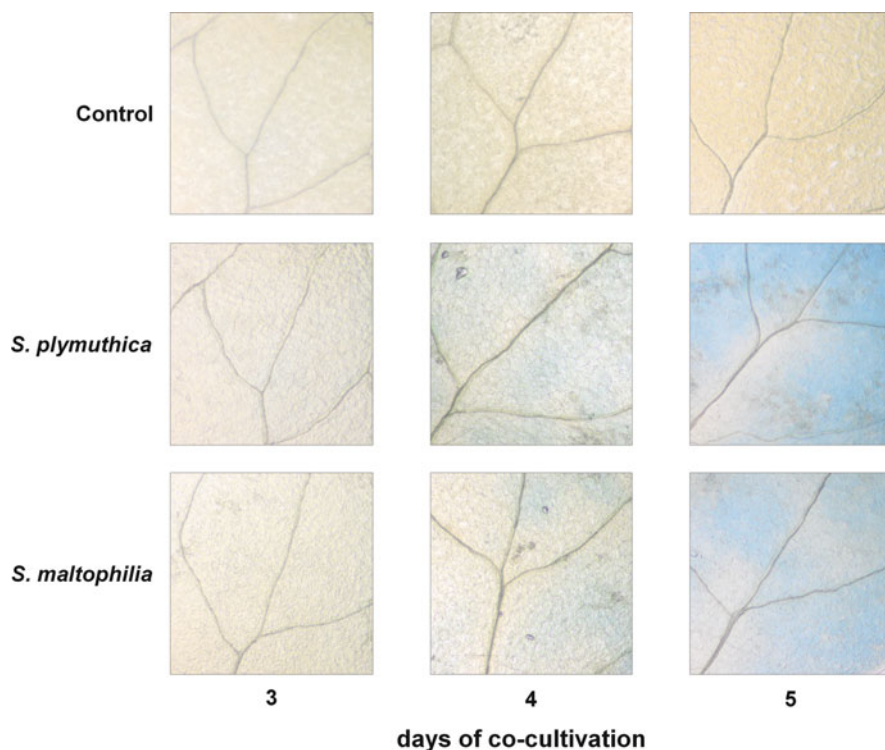 Control
S. plymuthica
S. maltophilia
3 4 5
days of co-cultivation